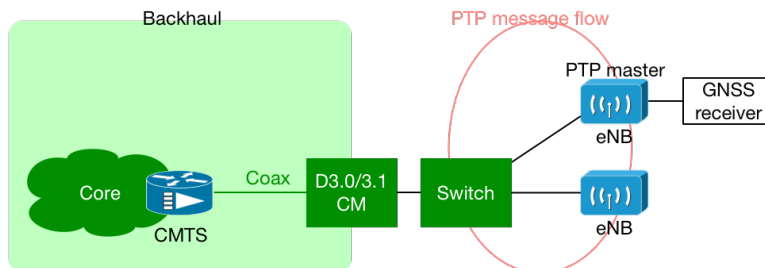 Backhaul
PTP message flow
PTP master
GNSS
receiver
eNB
Core
Coax
D3.0/3.1
CM
Switch
CMTS
eNB